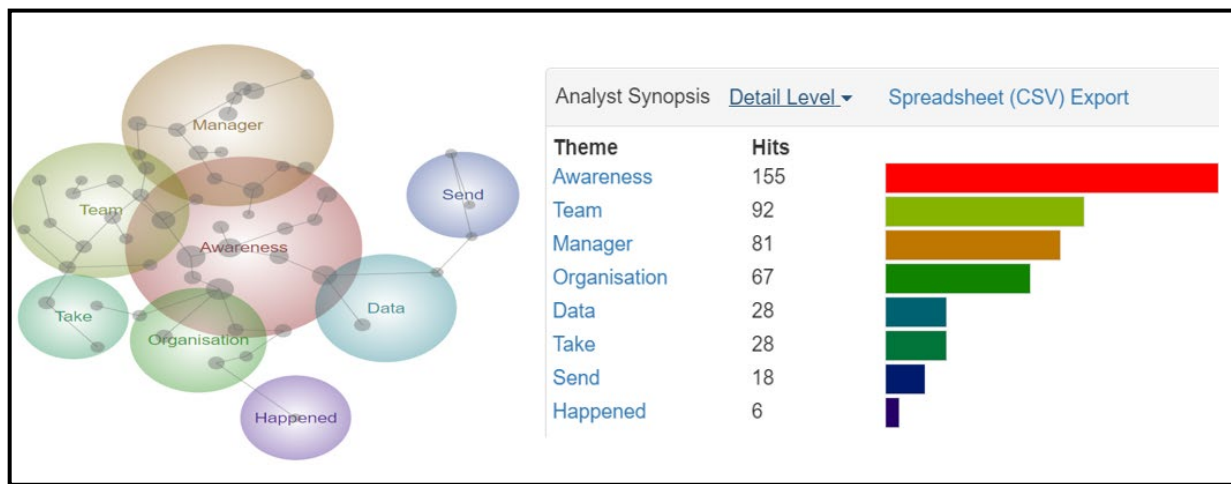 Manager
Team
Send
Awareness
Data
Take
Organisation
Happened
Analyst Synopsis Detail Level Spreadsheet (CSV) Export
Theme Hits
Awareness 155
Team 92
Manager 81
Organisation 67
Data 28
Take 28
Send 18
Happened 6